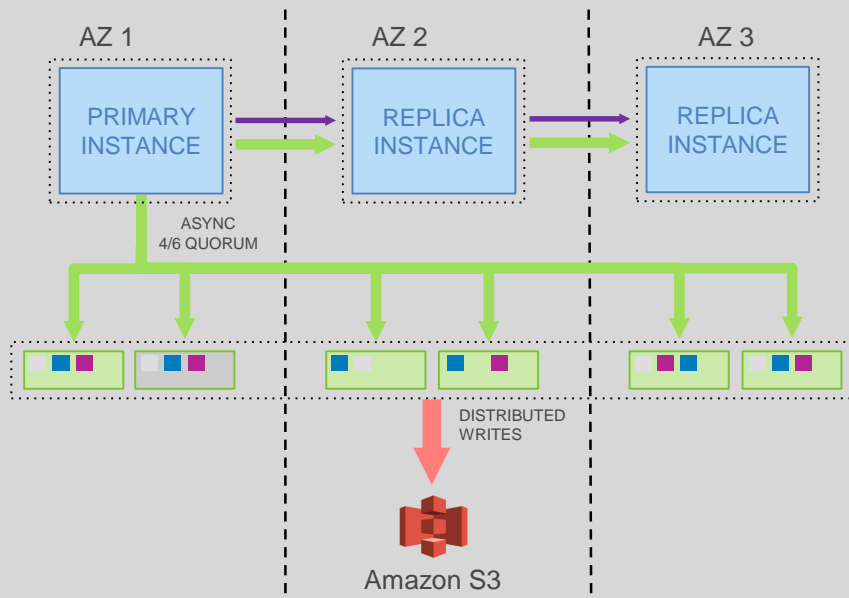 AZ 1
AZ 2
AZ 3
PRIMARY
INSTANCE
REPLICA
INSTANCE
REPLICA
INSTANCE
ASYNC
4/6 QUORUM
DISTRIBUTED
WRITES
Amazon S3